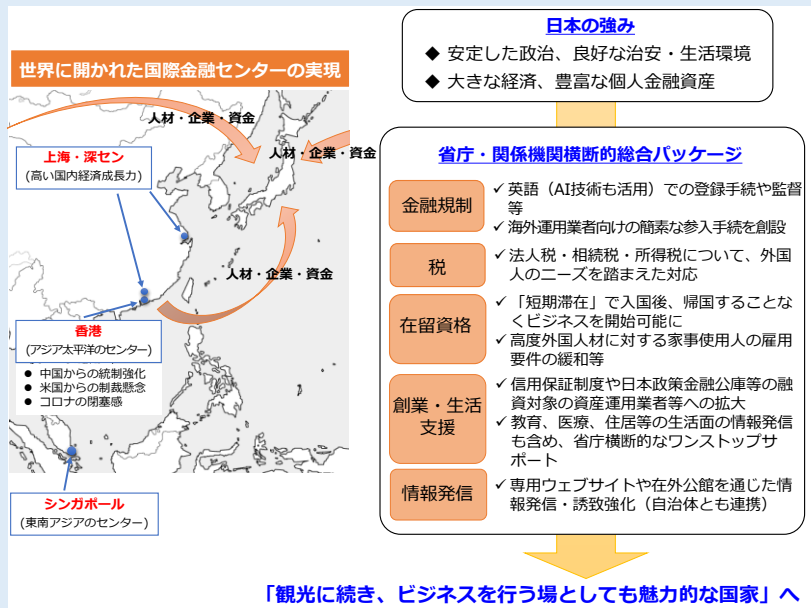 世界に開かれた国際金融センターの実現
人材・企業・資金
人材・企業・資金
上海・深セン
(高い国内経済成長力)
人材・企業・資金
香港
(アジア太平洋のセンター)
● 中国からの統制強化
● 米国からの制裁懸念
● コロナの閉塞感
シンガポール
(東南アジアのセンター)
日本の強み
◆ 安定した政治、良好な治安・生活環境
◆ 大きな経済、豊富な個人金融資産
省庁・関係機関横断的総合パッケージ
金融規制
✓英語（AI技術も活用）での登録手続や監督
等
✓海外運用業者向けの簡素な参入手続を創設
税
✓法人税・相続税・所得税について、外国
人のニーズを踏まえた対応
在留資格
✓「短期滞在」で入国後、帰国することな
くビジネスを開始可能に
✓高度外国人材に対する家事使用人の雇用
要件の緩和等
創業・生活
支援
✓信用保証制度や日本政策金融公庫等の融
資対象の資産運用業者等への拡大
✓教育、医療、住居等の生活面の情報発信
も含め、省庁横断的なワンストップサ
ポート
情報発信
✓専用ウェブサイトや在外公館を通じた情
報発信・誘致強化（自治体とも連携）
「観光に続き、ビジネスを行う場としても魅力的な国家」へ